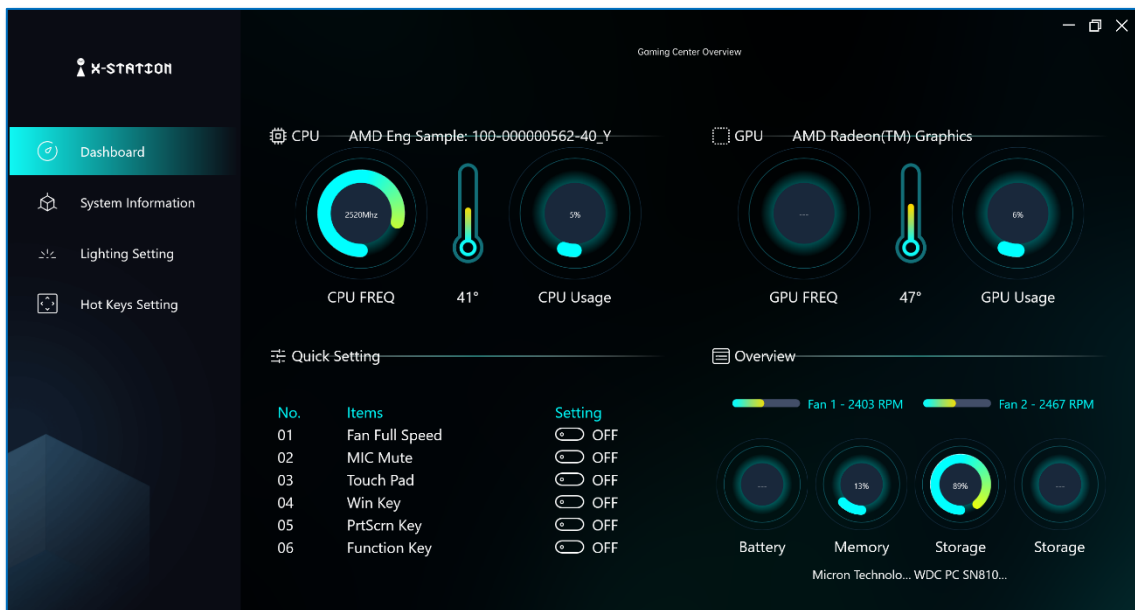 X-STATION
Gaming Center Overview
Dashboard
System Information
Lighting Setting
Hot Keys Setting
CPU AMD Eng Sample: 100-000000562-40_Y
2520Mhz
5%
CPU FREQ 41° CPU Usage
GPU AMD Radeon(TM) Graphics
---
6%
GPU FREQ 47° GPU Usage
Quick Setting
No. Items Setting
01 Fan Full Speed OFF
02 MIC Mute OFF
03 Touch Pad OFF
04 Win Key OFF
05 PrtScrn Key OFF
06 Function Key OFF
Overview
Fan 1 - 2403 RPM Fan 2 - 2467 RPM
--- 13% 89% ---
Battery Memory Storage Storage
Micron Technolo... WDC PC SN810...